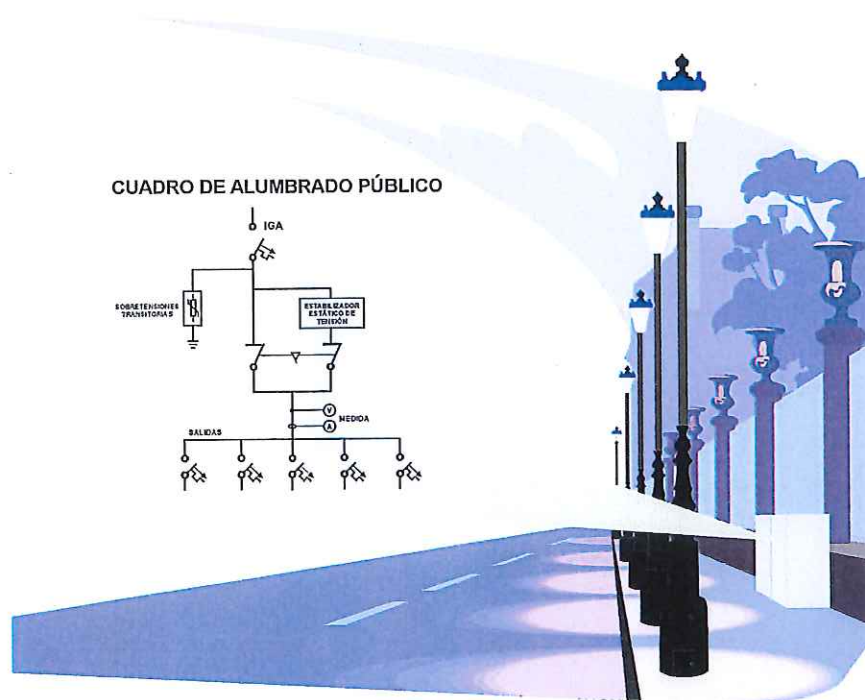 CUADRO DE ALUMBRADO PÚBLICO
IGA
SOBRETENSIONES
TRANSITORIAS
ESTABILIZADOR
ESTÁTICO DE
TENSIÓN
V
MEDIDA
A
SALIDAS